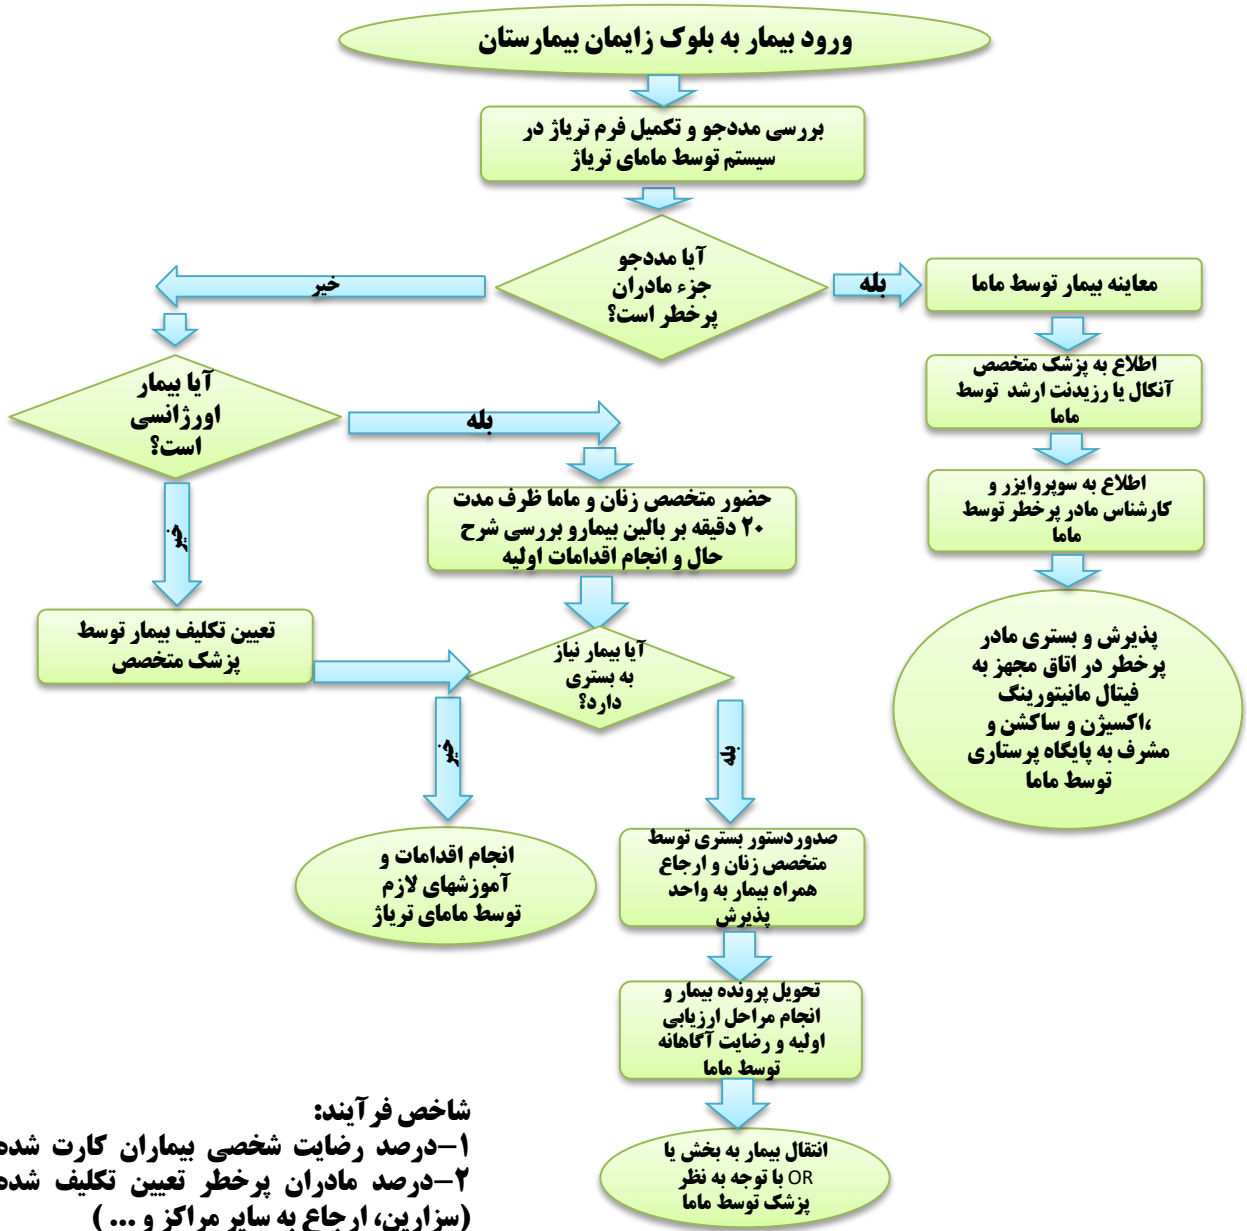 ورود بیمار به بلوک زایمان بیمارستان
بررسی مددجو و تکمیل فرم تریاژ در
سیستم توسط مامای تریاژ
آیا مددجو
جزء مادران
پرخطر است؟
بله
معاینه بیمار توسط ماما
اطلاع به پزشک متخصص
آنکال یا رزیدنت ارشد توسط
ماما
اطلاع به سوپروایزر و
کارشناس مادر پرخطر توسط
ماما
پذیرش و بستری مادر
پرخطر در اتاق مجهز به
فیتال مانیتورینگ
،اکسیژن و ساکشن و
مشرف به پایگاه پرستاری
توسط ماما
خیر
آیا بیمار
اورژانسی
است؟
بله
حضور متخصص زنان و ماما ظرف مدت
۲۰ دقیقه بر بالین بیمارو بررسی شرح
حال و انجام اقدامات اولیه
خیر
تعیین تکلیف بیمار توسط
پزشک متخصص
آیا بیمار نیاز
به بستری
دارد؟
بله
صدوردستور بستری توسط
متخصص زنان و ارجاع
همراه بیمار به واحد
پذیرش
تحویل پرونده بیمار و
انجام مراحل ارزیابی
اولیه و رضایت آگاهانه
توسط ماما
انتقال بیمار به بخش یا
OR با توجه به نظر
پزشک توسط ماما
خیر
انجام اقدامات و
آموزشهای لازم
توسط مامای تریاژ
شاخص فرآیند:
۱-درصد رضایت شخصی بیماران کارت شده
۲-درصد مادران پرخطر تعیین تکلیف شده
(سزارین، ارجاع به سایر مراکز و ... )